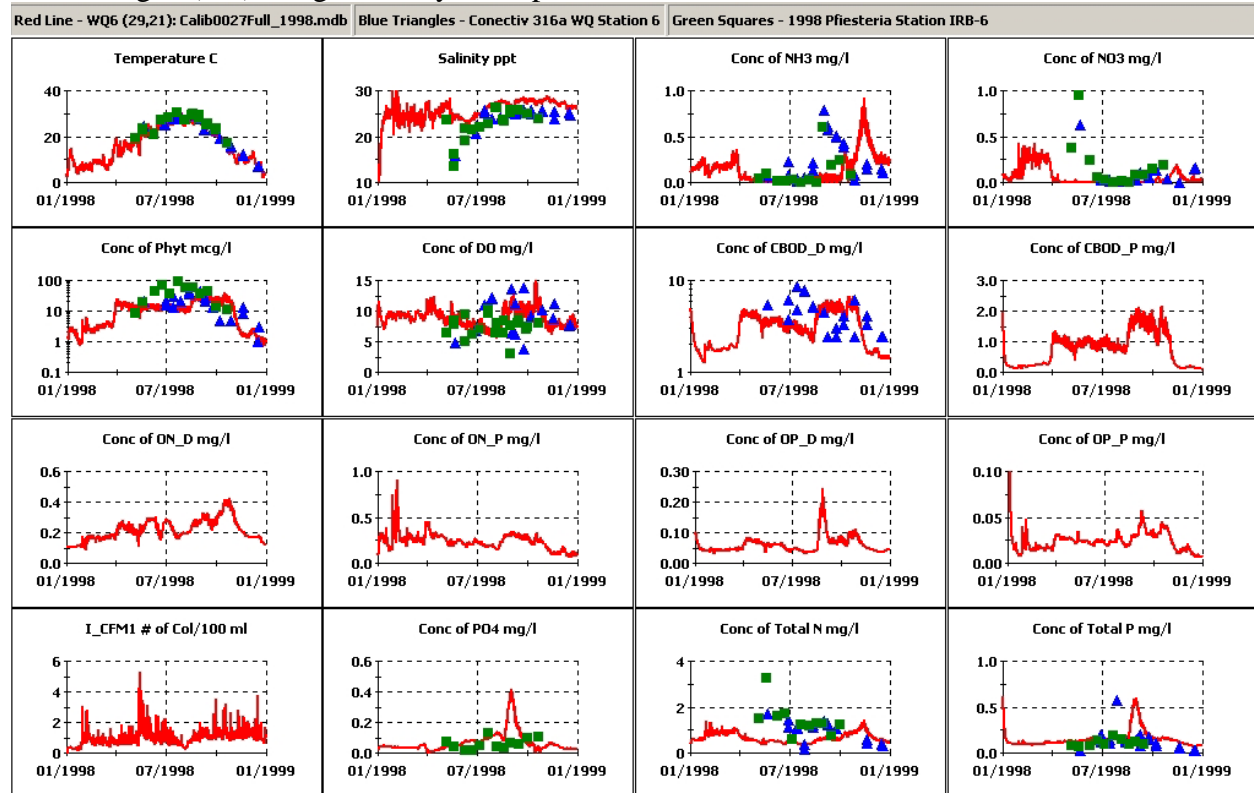 Red Line - WQ6 (29,21): Calib0027Full_1998.mdb Blue Triangles - Conectiv 316a WQ Station 6 Green Squares - 1998 Pfiesteria Station IRB-6
Temperature C
40
20
0
01/1998 07/1998 01/1999
Salinity ppt
30
20
10
01/1998 07/1998 01/1999
Conc of NH3 mg/l
1.0
0.5
0.0
01/1998 07/1998 01/1999
Conc of NO3 mg/l
1.0
0.5
0.0
01/1998 07/1998 01/1999
Conc of Phyt mcg/l
100
10
1
0.1
01/1998 07/1998 01/1999
Conc of DO mg/l
15
10
5
0
01/1998 07/1998 01/1999
Conc of CBOD_D mg/l
10
1
01/1998 07/1998 01/1999
Conc of CBOD_P mg/l
3.0
2.0
1.0
0.0
01/1998 07/1998 01/1999
Conc of ON_D mg/l
0.6
0.4
0.2
0.0
01/1998 07/1998 01/1999
Conc of ON_P mg/l
1.0
0.5
0.0
01/1998 07/1998 01/1999
Conc of OP_D mg/l
0.30
0.20
0.10
0.00
01/1998 07/1998 01/1999
Conc of OP_P mg/l
0.10
0.05
0.00
01/1998 07/1998 01/1999
I_CFM1 # of Col/100 ml
6
4
2
0
01/1998 07/1998 01/1999
Conc of PO4 mg/l
0.6
0.4
0.2
0.0
01/1998 07/1998 01/1999
Conc of Total N mg/l
4
2
0
01/1998 07/1998 01/1999
Conc of Total P mg/l
1.0
0.5
0.0
01/1998 07/1998 01/1999